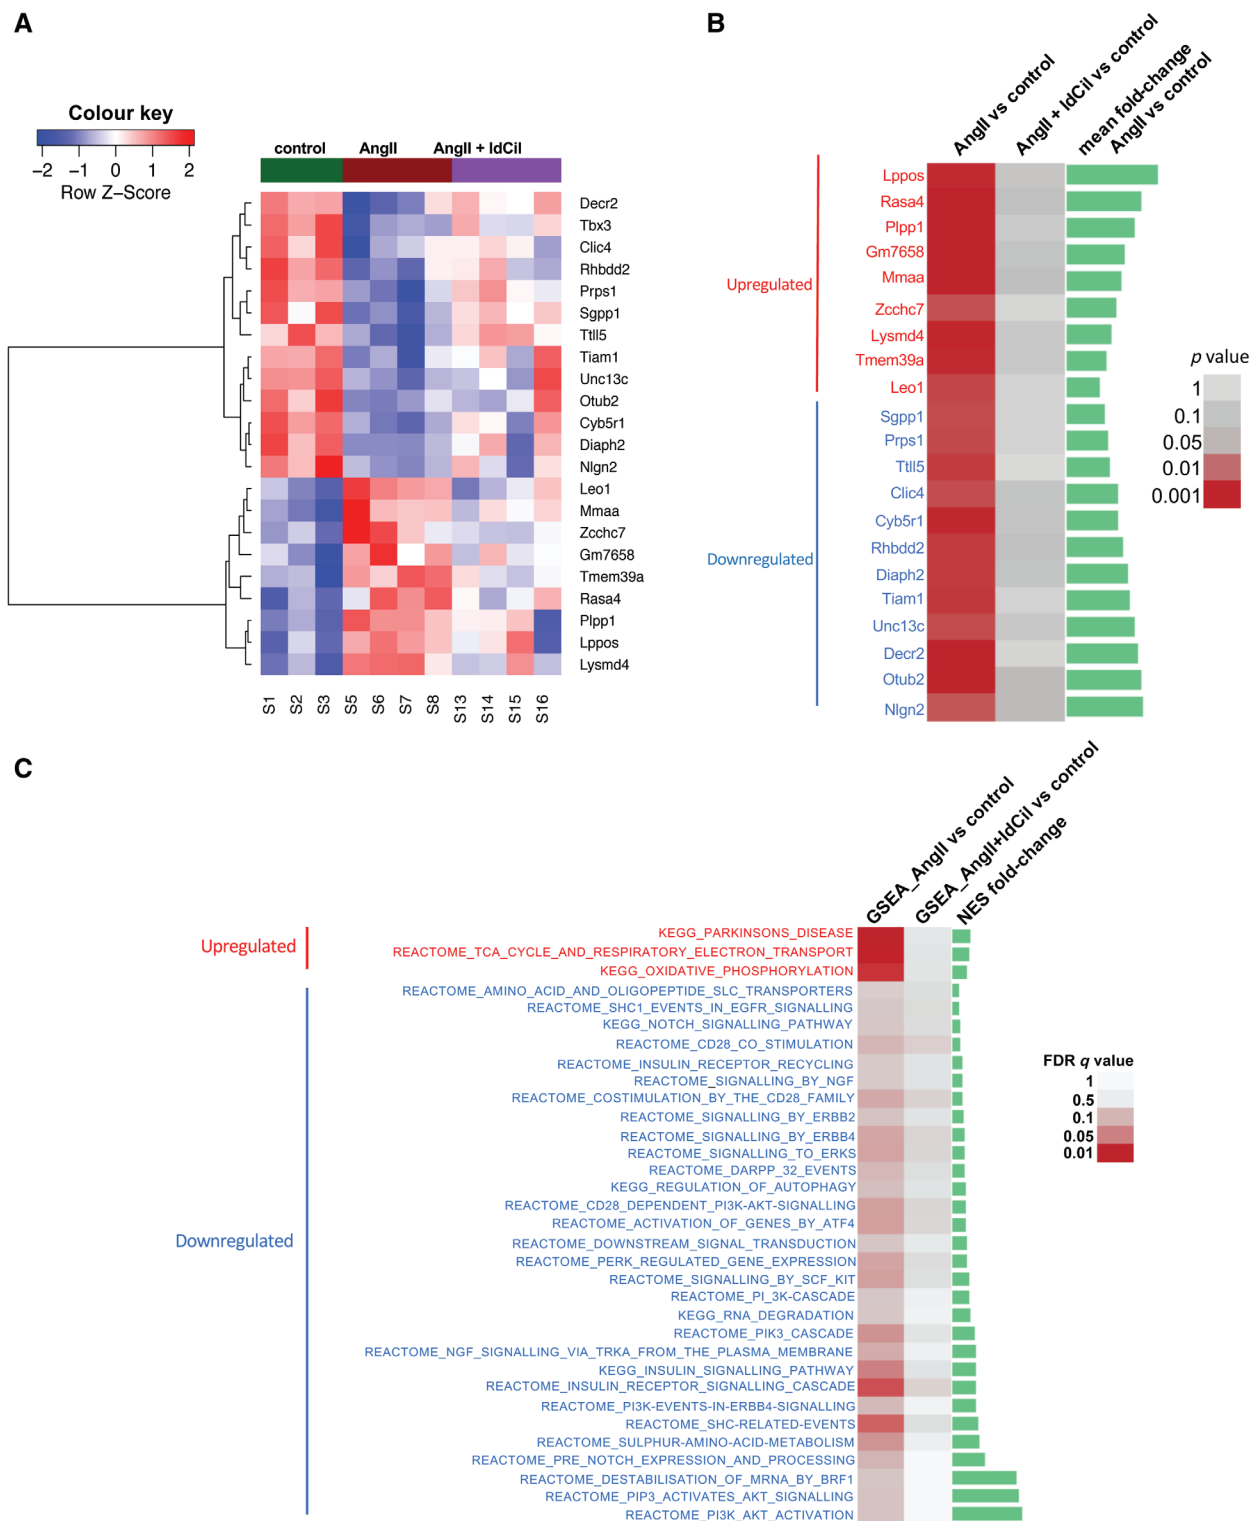 A
Colour key
−2 −1 0 1 2
Row Z−Score
control AngII AngII + IdCiI
Decr2
Tbx3
Clic4
Rhbdd2
Prps1
Sgpp1
Ttll5
Tiam1
Unc13c
Otub2
Cyb5r1
Diaph2
Nlgn2
Leo1
Mmaa
Zcchc7
Gm7658
Tmem39a
Rasa4
Plpp1
Lppos
Lysmd4
S1 S2 S3 S5 S6 S7 S8 S13 S14 S15 S16
B
AngII vs control
AngII + IdCiI vs control
mean fold-change
AngII vs control
Upregulated
Lppos
Rasa4
Plpp1
Gm7658
Mmaa
Zcchc7
Lysmd4
Tmem39a
Leo1
Downregulated
Sgpp1
Prps1
Ttll5
Clic4
Cyb5r1
Rhbdd2
Diaph2
Tiam1
Unc13c
Decr2
Otub2
Nlgn2
p value
1
0.1
0.05
0.01
0.001
C
GSEA_AngII vs control
GSEA_AngII+IdCiI vs control
NES fold-change
Upregulated
KEGG_PARKINSONS_DISEASE
REACTOME_TCA_CYCLE_AND_RESPIRATORY_ELECTRON_TRANSPORT
KEGG_OXIDATIVE_PHOSPHORYLATION
Downregulated
REACTOME_AMINO_ACID_AND_OLIGOPEPTIDE_SLC_TRANSPORTERS
REACTOME_SHC1_EVENTS_IN_EGFR_SIGNALLING
KEGG_NOTCH_SIGNALLING_PATHWAY
REACTOME_CD28_CO_STIMULATION
REACTOME_INSULIN_RECEPTOR_RECYCLING
REACTOME_SIGNALLING_BY_NGF
REACTOME_COSTIMULATION_BY_THE_CD28_FAMILY
REACTOME_SIGNALLING_BY_ERBB2
REACTOME_SIGNALLING_BY_ERBB4
REACTOME_SIGNALLING_TO_ERKS
REACTOME_DARPP_32_EVENTS
KEGG_REGULATION_OF_AUTOPHAGY
REACTOME_CD28_DEPENDENT_PI3K-AKT-SIGNALLING
REACTOME_ACTIVATION_OF_GENES_BY_ATF4
REACTOME_DOWNSTREAM_SIGNAL_TRANSDUCTION
REACTOME_PERK_REGULATED_GENE_EXPRESSION
REACTOME_SIGNALLING_BY_SCF_KIT
REACTOME_PI_3K-CASCADE
KEGG_RNA_DEGRADATION
REACTOME_PIK3_CASCADE
REACTOME_NGF_SIGNALLING_VIA_TRKA_FROM_THE_PLASMA_MEMBRANE
KEGG_INSULIN_SIGNALLING_PATHWAY
REACTOME_INSULIN_RECEPTOR_SIGNALLING_CASCADE
REACTOME_PI3K-EVENTS-IN-ERBB4-SIGNALLING
REACTOME_SHC-RELATED-EVENTS
REACTOME_SULPHUR-AMINO-ACID-METABOLISM
REACTOME_PRE_NOTCH_EXPRESSION_AND_PROCESSING
REACTOME_DESTABILISATION_OF_MRNA_BY_BRF1
REACTOME_PIP3_ACTIVATES_AKT_SIGNALLING
REACTOME_PI3K_AKT_ACTIVATION
FDR q value
1
0.5
0.1
0.05
0.01